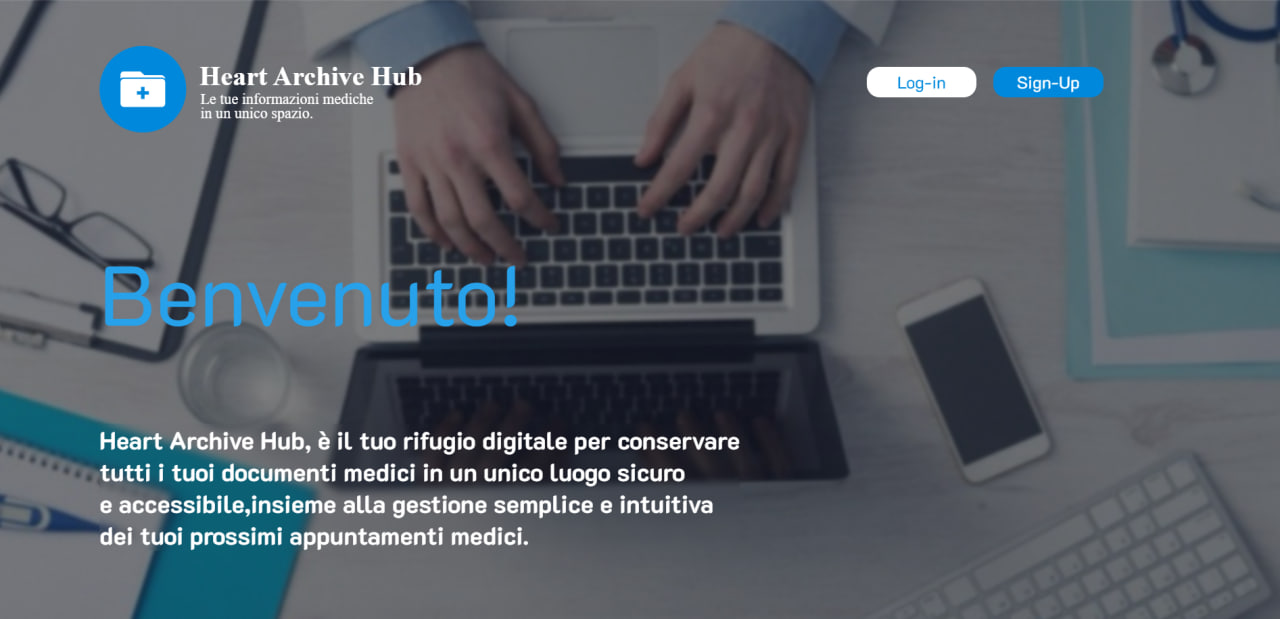 Heart Archive Hub
Le tue informazioni mediche
in un unico spazio.
Log-in
Sign-Up
Benvenuto!
Heart Archive Hub, è il tuo rifugio digitale per conservare
tutti i tuoi documenti medici in un unico luogo sicuro
e accessibile,insieme alla gestione semplice e intuitiva
dei tuoi prossimi appuntamenti medici.